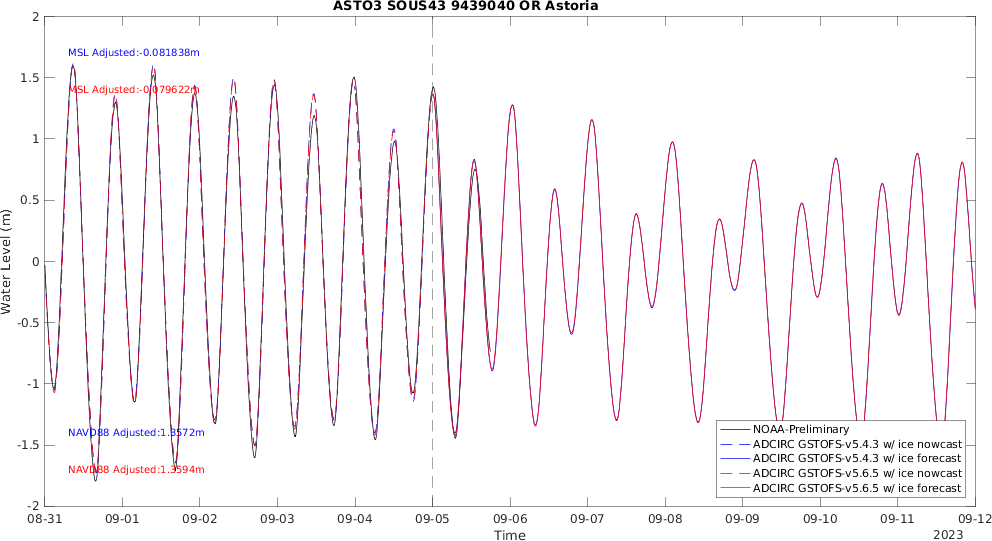 ASTO3 SOUS43 9439040 OR Astoria
2
1.5
1
0.5
0
-0.5
-1
-1.5
-2
Water Level (m)
MSL Adjusted:-0.081838m
MSL Adjusted:-0.079622m
NAVD88 Adjusted:1.3572m
NAVD88 Adjusted:1.3594m
NOAA-Preliminary
ADCIRC GSTOFS-v5.4.3 w/ ice nowcast
ADCIRC GSTOFS-v5.4.3 w/ ice forecast
ADCIRC GSTOFS-v5.6.5 w/ ice nowcast
ADCIRC GSTOFS-v5.6.5 w/ ice forecast
08-31 09-01 09-02 09-03 09-04 09-05 09-06 09-07 09-08 09-09 09-10 09-11 09-12
Time
2023